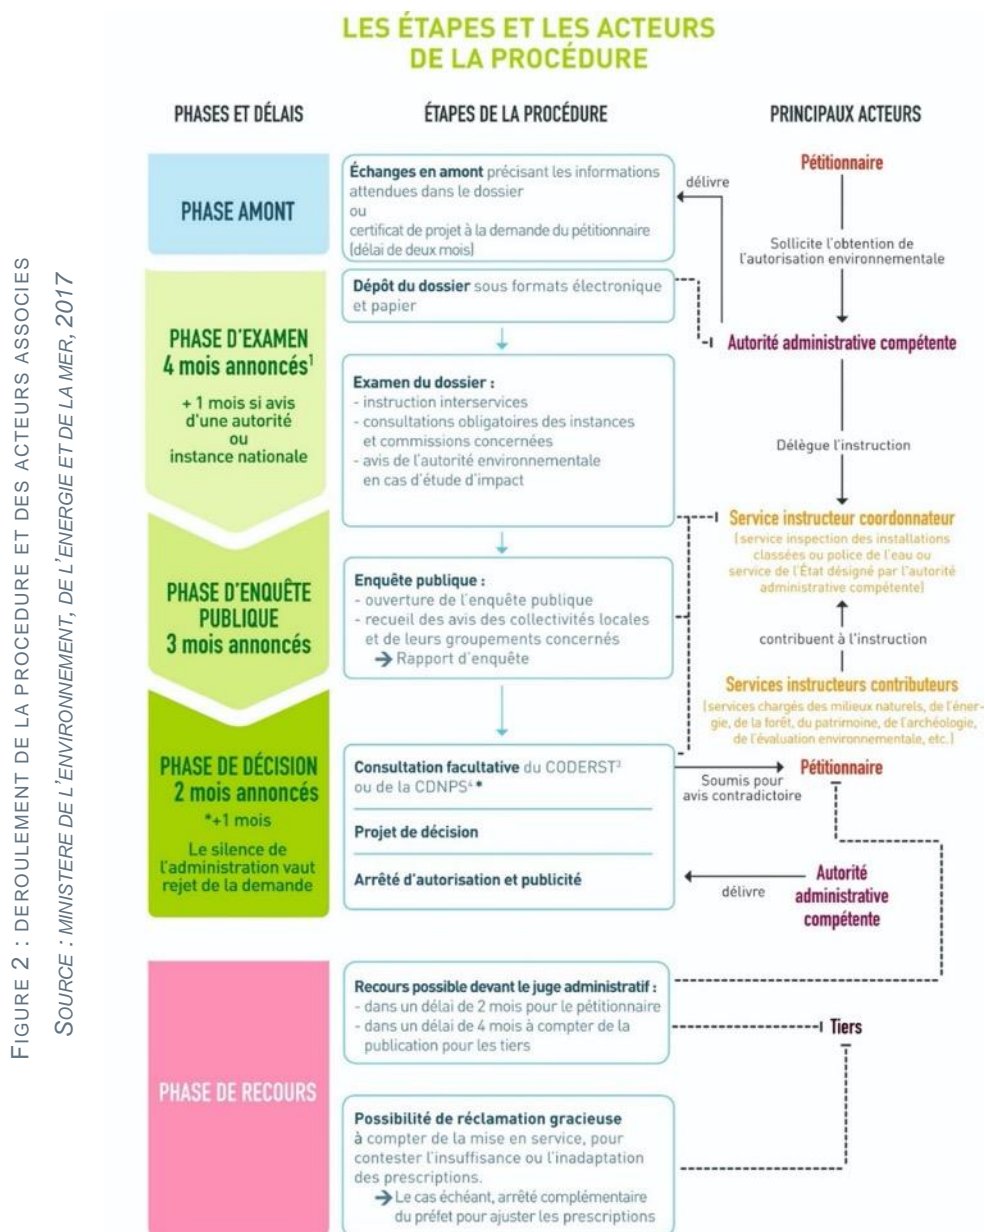 LES ÉTAPES ET LES ACTEURS
DE LA PROCÉDURE
PHASES ET DÉLAIS
ÉTAPES DE LA PROCÉDURE
PRINCIPAUX ACTEURS
PHASE AMONT
Échanges en amont précisant les informations
attendues dans le dossier
ou
certificat de projet à la demande du pétitionnaire
(délai de deux mois)
délivre
Pétitionnaire
Sollicite l'obtention de
l'autorisation environnementale
PHASE D'EXAMEN
4 mois annoncés¹
+ 1 mois si avis
d'une autorité
ou
instance nationale
Dépôt du dossier sous formats électronique
et papier
Autorité administrative compétente
Examen du dossier :
- instruction interservices
- consultations obligatoires des instances
et commissions concernées
- avis de l'autorité environnementale
en cas d'étude d'impact
Délègue l'instruction
Service instructeur coordonnateur
(service inspection des installations
classées ou police de l'eau ou
service de l'État désigné par l'autorité
administrative compétente)
PHASE D'ENQUÊTE
PUBLIQUE
3 mois annoncés
Enquête publique :
- ouverture de l'enquête publique
- recueil des avis des collectivités locales
et de leurs groupements concernés
➔ Rapport d'enquête
contribuent à l'instruction
Services instructeurs contributeurs
(services chargés des milieux naturels, de l'éner-
gie, de la forêt, du patrimoine, de l'archéologie,
de l'évaluation environnementale, etc.)
PHASE DE DÉCISION
2 mois annoncés
*+1 mois
Le silence de
l'administration vaut
rejet de la demande
Consultation facultative du CODERST³
ou de la CDNPS⁴ *
Projet de décision
Arrêté d'autorisation et publicité
Soumis pour
avis contradictoire
Pétitionnaire
délivre
Autorité
administrative
compétente
PHASE DE RECOURS
Recours possible devant le juge administratif :
- dans un délai de 2 mois pour le pétitionnaire
- dans un délai de 4 mois à compter de la
publication pour les tiers
Tiers
Possibilité de réclamation gracieuse
à compter de la mise en service, pour
contester l'insuffisance ou l'inadaptation
des prescriptions.
➔ Le cas échéant, arrêté complémentaire
du préfet pour ajuster les prescriptions
FIGURE 2 : DEROULEMENT DE LA PROCEDURE ET DES ACTEURS ASSOCIES
SOURCE : MINISTERE DE L'ENVIRONNEMENT, DE L'ENERGIE ET DE LA MER, 2017